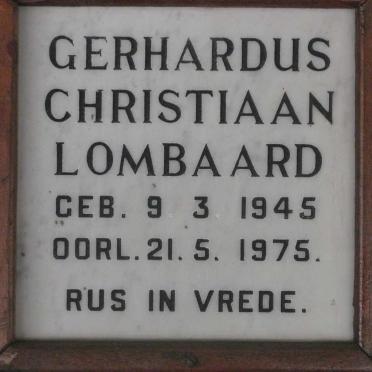 GERHARDUS
CHRISTIAAN
LOMBAARD
GEB. 9 3 1945
OORL. 21. 5. 1975.
RUS IN VREDE.